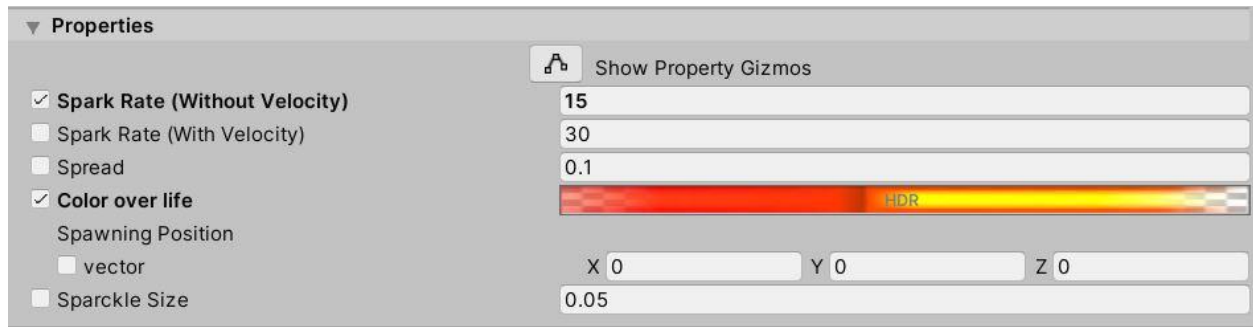 Properties
Show Property Gizmos
Spark Rate (Without Velocity) 15
Spark Rate (With Velocity) 30
Spread 0.1
Color over life HDR
Spawning Position
vector X 0 Y 0 Z 0
Sparckle Size 0.05